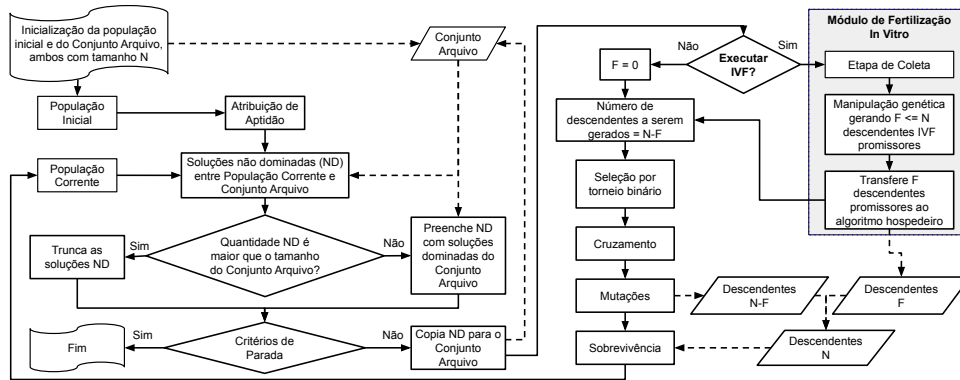 Inicialização da população
inicial e do Conjunto Arquivo,
ambos com tamanho N
Conjunto
Arquivo
População
Inicial
Atribuição de
Aptidão
População
Corrente
Soluções não dominadas (ND)
entre População Corrente e
Conjunto Arquivo
Quantidade ND é
maior que o tamanho
do Conjunto Arquivo?
Sim
Não
Trunca as
soluções ND
Preenche ND
com soluções
dominadas do
Conjunto
Arquivo
Critérios de
Parada
Sim
Não
Fim
Copia ND para o
Conjunto
Arquivo
Executar
IVF?
Não
Sim
F = 0
Número de
descendentes a serem
gerados = N-F
Seleção por
torneio binário
Cruzamento
Mutações
Sobrevivência
Módulo de Fertilização
In Vitro
Etapa de Coleta
Manipulação genética
gerando F <= N
descendentes IVF
promissores
Transfere F
descendentes
promissores ao
algoritmo hospedeiro
Descendentes
N-F
Descendentes
F
Descendentes
N